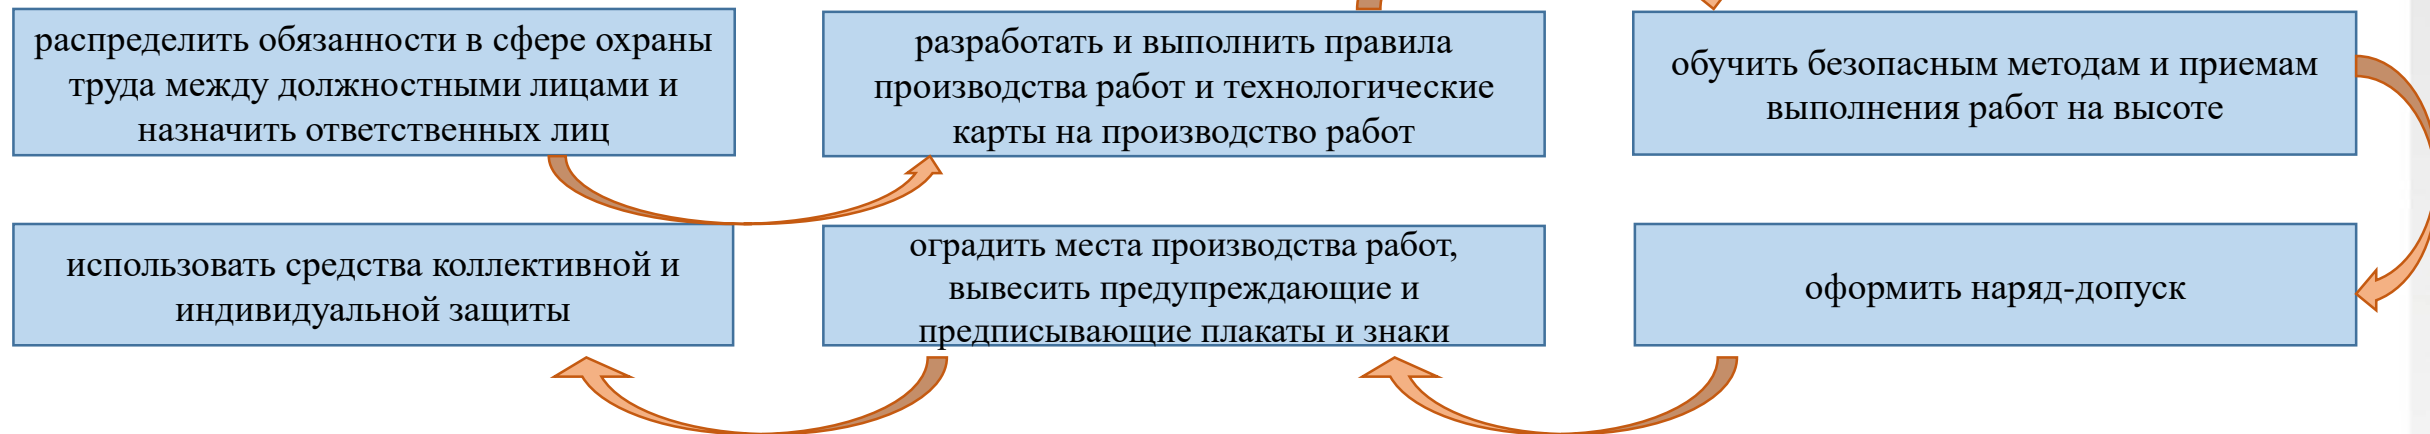 распределить обязанности в сфере охраны
труда между должностными лицами и
назначить ответственных лиц
разработать и выполнить правила
производства работ и технологические
карты на производство работ
обучить безопасным методам и приемам
выполнения работ на высоте
использовать средства коллективной и
индивидуальной защиты
оградить места производства работ,
вывесить предупреждающие и
предписывающие плакаты и знаки
оформить наряд-допуск